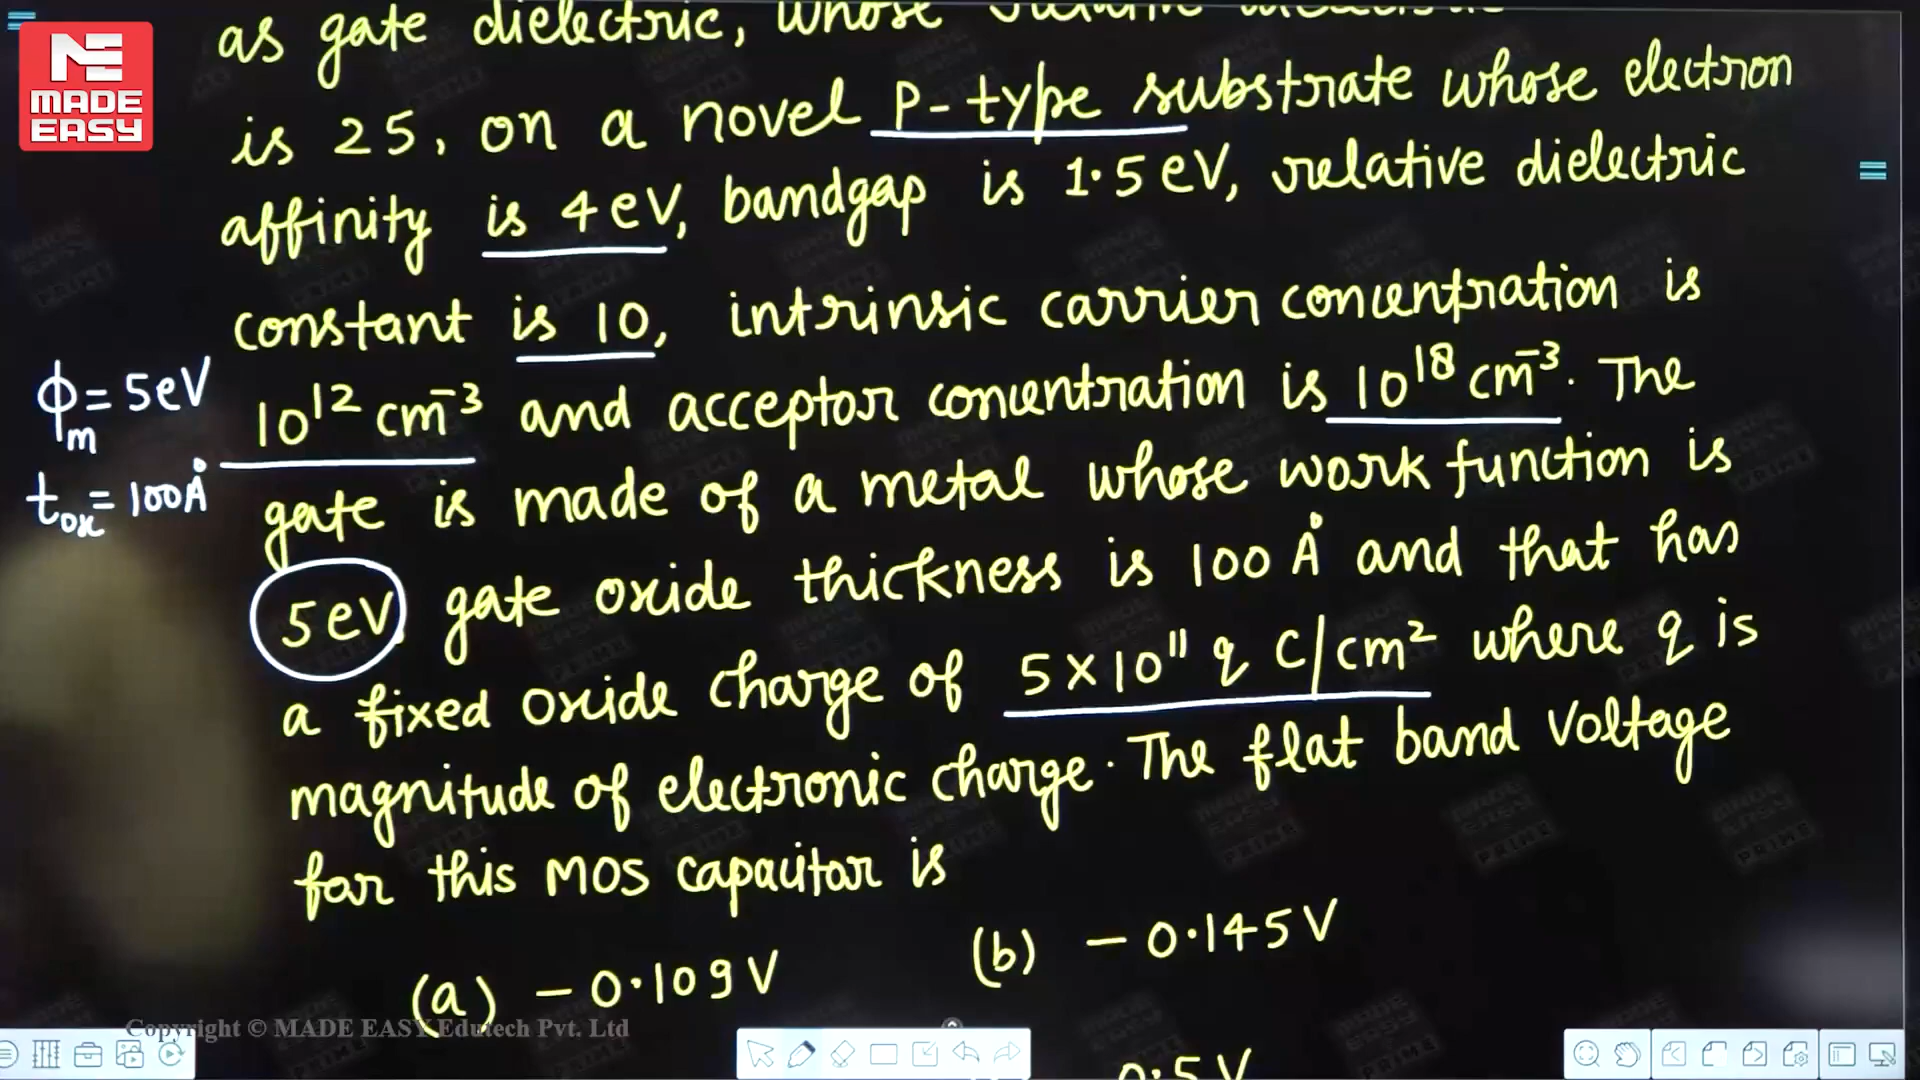 NE
MADE
EASY
as gate dielectric, whose
is 25, on a novel P-type substrate whose electron
affinity is 4eV, bandgap is 1.5eV, relative dielectric
constant is 10, intrinsic carrier concentration is
10¹² cm⁻³ and acceptor concentration is 10¹⁸ cm⁻³. The
gate is made of a metal whose work function is
5eV. gate oxide thickness is 100 Å and that has
a fixed oxide charge of 5×10¹¹ q C/cm² where q is
magnitude of electronic charge. The flat band voltage
for this MOS capacitor is
(a) -0.109V (b) -0.145V
0.5V
ϕm = 5eV
tox = 100Å
Copyright © MADE EASY Edutech Pvt. Ltd